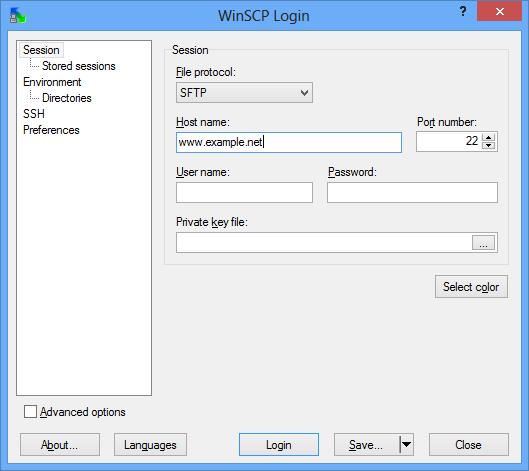 WinSCP Login
?
Session
Stored sessions
Environment
Directories
SSH
Preferences
Session
File protocol:
SFTP
Host name:
Port number:
www.example.net
22
User name:
Password:
Private key file:
...
Select color
Advanced options
About...
Languages
Login
Save...
Close